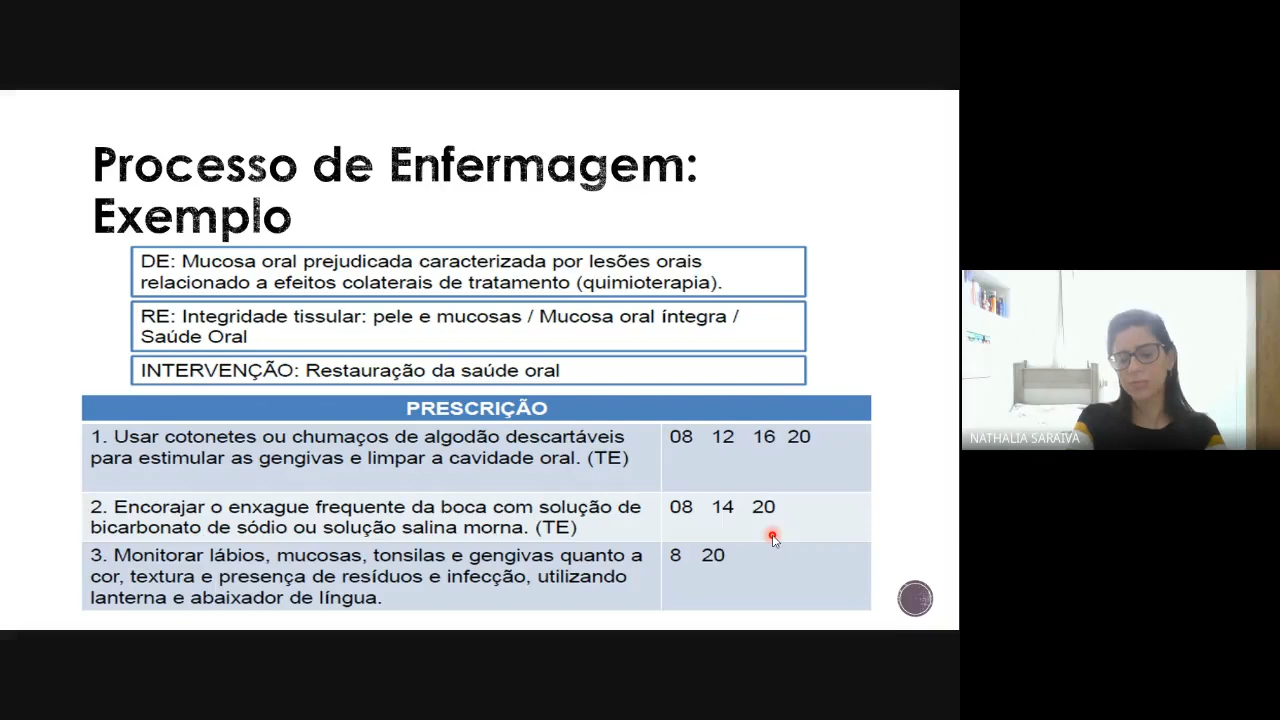 Processo de Enfermagem:
Exemplo
DE: Mucosa oral prejudicada caracterizada por lesões orais
relacionado a efeitos colaterais de tratamento (quimioterapia).
RE: Integridade tissular: pele e mucosas / Mucosa oral íntegra /
Saúde Oral
INTERVENÇÃO: Restauração da saúde oral
PRESCRIÇÃO
1. Usar cotonetes ou chumaços de algodão descartáveis
para estimular as gengivas e limpar a cavidade oral. (TE)
08 12 16 20
2. Encorajar o enxague frequente da boca com solução de
bicarbonato de sódio ou solução salina morna. (TE)
08 14 20
3. Monitorar lábios, mucosas, tonsilas e gengivas quanto a
cor, textura e presença de resíduos e infecção, utilizando
lanterna e abaixador de língua.
8 20
NATHALIA SARAIVA